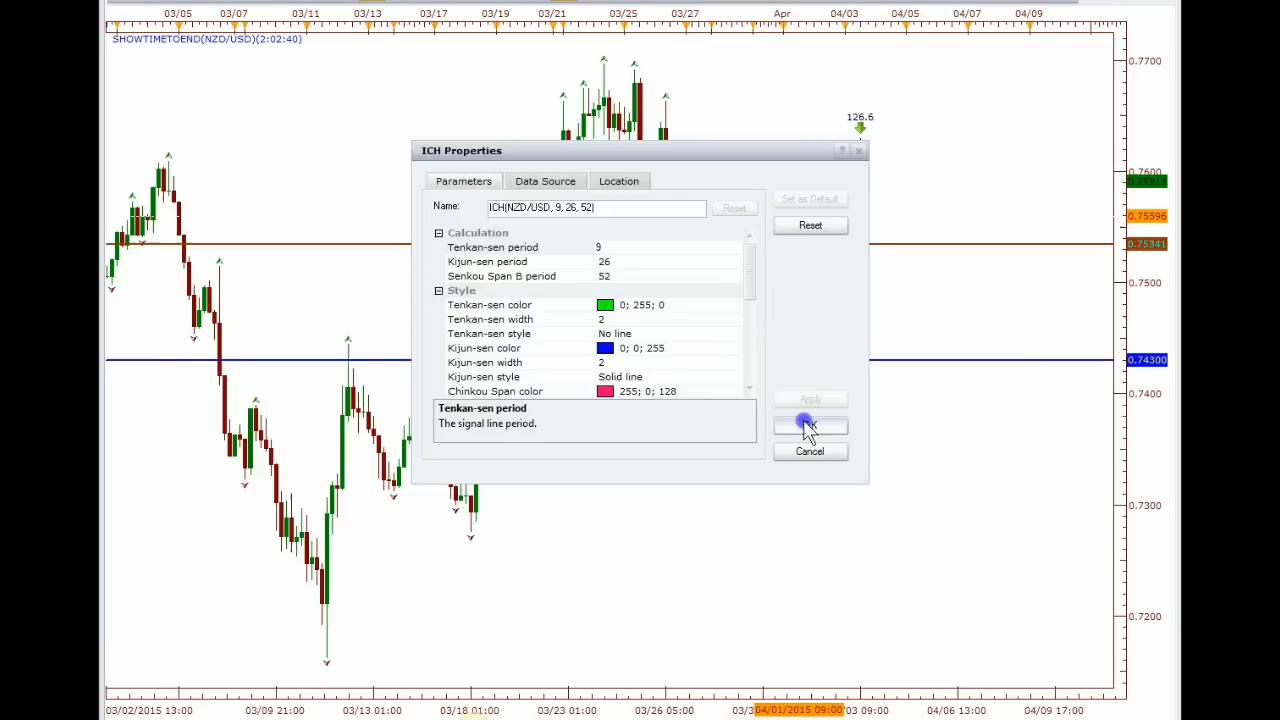 03/05 03/07 03/11 03/13 03/17 03/19 03/21 03/25 03/27 Apr 04/03 04/05 04/07 04/09
SHOWTIMETOEND(NZD/USD)(2:02:40)
0.7700
126.6
ICH Properties
0.7600
Parameters Data Source Location
Name: ICH(NZD/USD, 9, 26, 52) Reset
Set as Default
0.75596
Reset
Calculation
0.75341
Tenkan-sen period 9
Kijun-sen period 26
Senkou Span B period 52
0.7500
Style
Tenkan-sen color 0; 255; 0
Tenkan-sen width 2
Tenkan-sen style No line
Kijun-sen color 0; 0; 255
0.74300
Kijun-sen width 2
Kijun-sen style Solid line
Chinkou Span color 255; 0; 128
0.7400
Apply
Tenkan-sen period
The signal line period.
Cancel
0.7300
0.7200
03/02/2015 13:00 03/09 21:00 03/13 01:00 03/18 01:00 03/23 01:00 03/26 05:00 04/01/2015 09:00 03 09:00 04/06 13:00 04/09 17:00